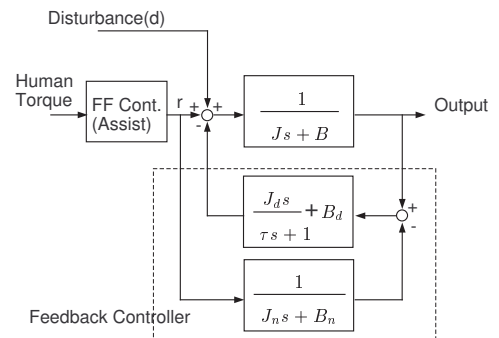 Disturbance(d)
Human
Torque
FF Cont.
(Assist)
r
+
+
+
-
1
Js + B
Output
J_d s
τs + 1
+ B_d
+
-
1
J_n s + B_n
Feedback Controller